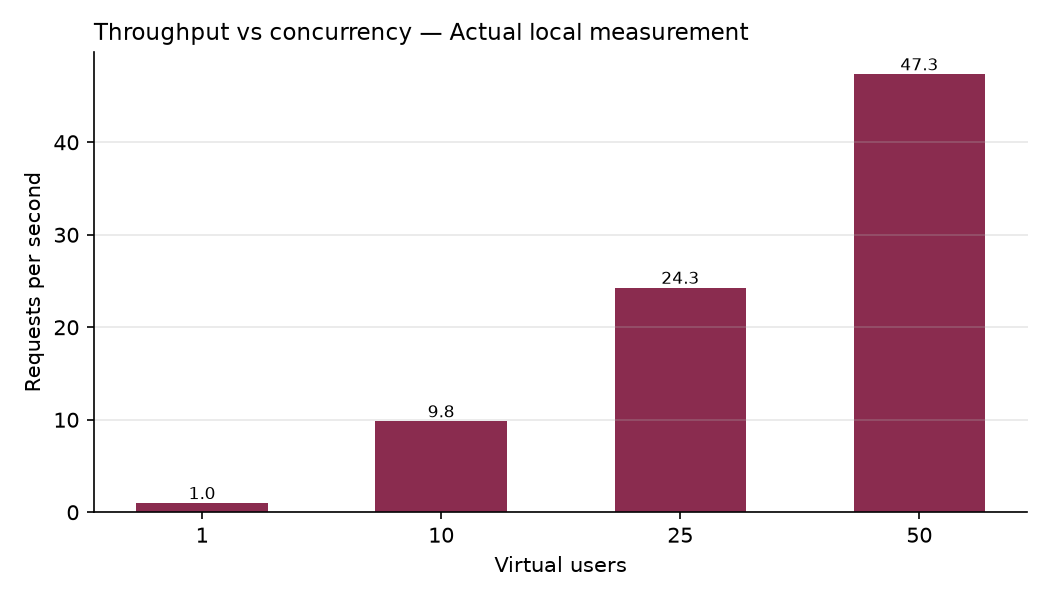 Throughput vs concurrency — Actual local measurement
47.3
40
30
24.3
20
9.8
10
1.0
0
Requests per second
1 10 25 50
Virtual users